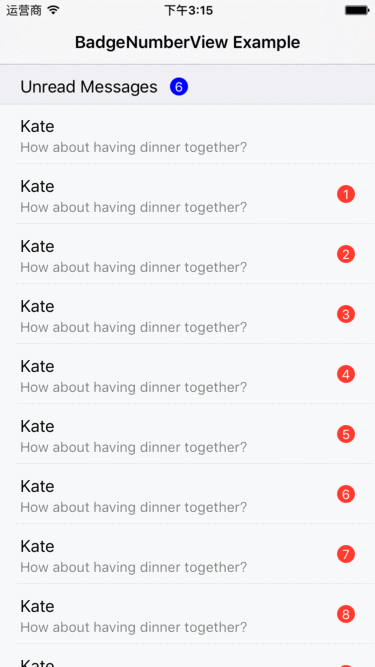 运营商 下午3:15
BadgeNumberView Example
Unread Messages 6
Kate
How about having dinner together?
Kate
How about having dinner together? 1
Kate
How about having dinner together? 2
Kate
How about having dinner together? 3
Kate
How about having dinner together? 4
Kate
How about having dinner together? 5
Kate
How about having dinner together? 6
Kate
How about having dinner together? 7
Kate
How about having dinner together? 8
Kate